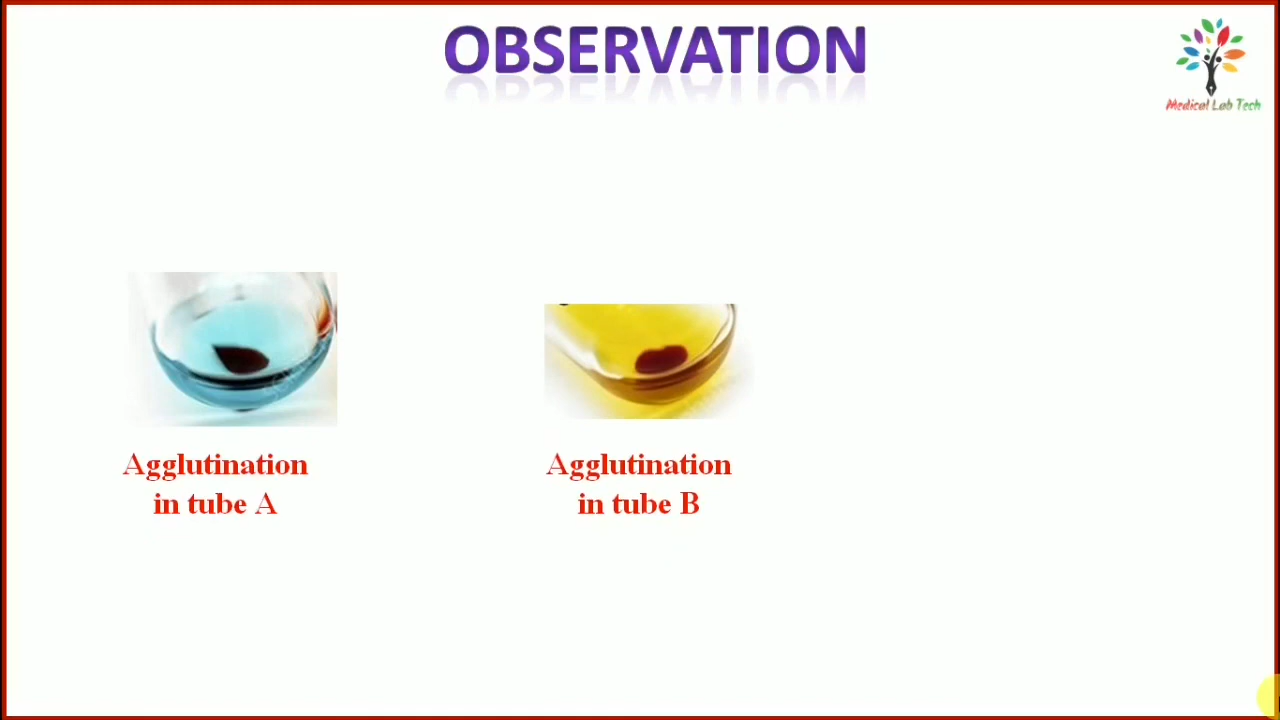 OBSERVATION
Medical Lab Tech
Agglutination
in tube A
Agglutination
in tube B